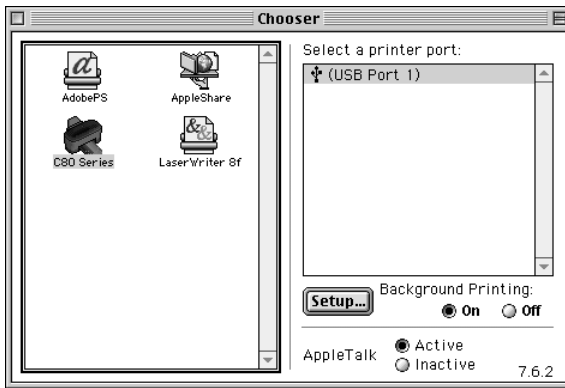 Chooser
AdobePS
AppleShare
C80 Series
LaserWriter 8f
Select a printer port:
(USB Port 1)
Setup...
Background Printing:
On Off
AppleTalk
Active
Inactive
7.6.2